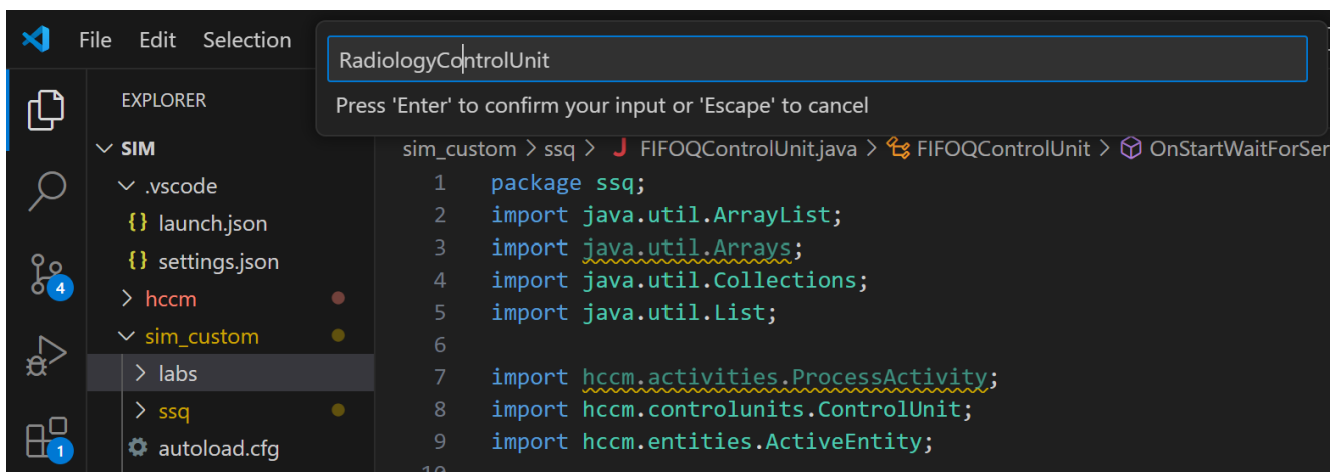 File Edit Selection
RadiologyControlUnit
Press 'Enter' to confirm your input or 'Escape' to cancel
EXPLORER
SIM
.vscode
{} launch.json
{} settings.json
hccm
sim_custom
labs
ssq
autoload.cfg
4
1
sim_custom > ssq > J FIFOQControlUnit.java > FIFOQControlUnit > OnStartWaitForSer
1 package ssq;
2 import java.util.ArrayList;
3 import java.util.Arrays;
4 import java.util.Collections;
5 import java.util.List;
6
7 import hccm.activities.ProcessActivity;
8 import hccm.controlunits.ControlUnit;
9 import hccm.entities.ActiveEntity;
10